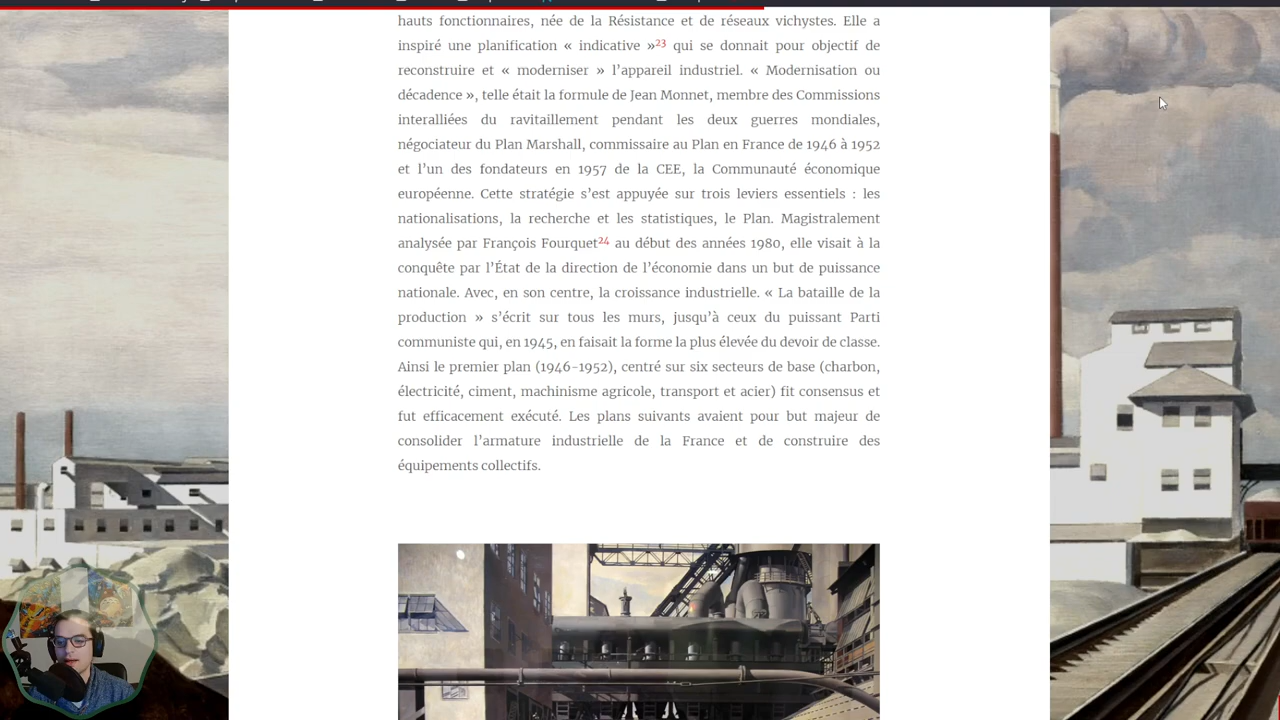 hauts fonctionnaires, née de la Résistance et de réseaux vichystes. Elle a
inspiré une planification « indicative »23 qui se donnait pour objectif de
reconstruire et « moderniser » l’appareil industriel. « Modernisation ou
décadence », telle était la formule de Jean Monnet, membre des Commissions
interalliées du ravitaillement pendant les deux guerres mondiales,
négociateur du Plan Marshall, commissaire au Plan en France de 1946 à 1952
et l’un des fondateurs en 1957 de la CEE, la Communauté économique
européenne. Cette stratégie s’est appuyée sur trois leviers essentiels : les
nationalisations, la recherche et les statistiques, le Plan. Magistralement
analysée par François Fourquet24 au début des années 1980, elle visait à la
conquête par l’État de la direction de l’économie dans un but de puissance
nationale. Avec, en son centre, la croissance industrielle. « La bataille de la
production » s’écrit sur tous les murs, jusqu’à ceux du puissant Parti
communiste qui, en 1945, en faisait la forme la plus élevée du devoir de classe.
Ainsi le premier plan (1946-1952), centré sur six secteurs de base (charbon,
électricité, ciment, machinisme agricole, transport et acier) fit consensus et
fut efficacement exécuté. Les plans suivants avaient pour but majeur de
consolider l’armature industrielle de la France et de construire des
équipements collectifs.